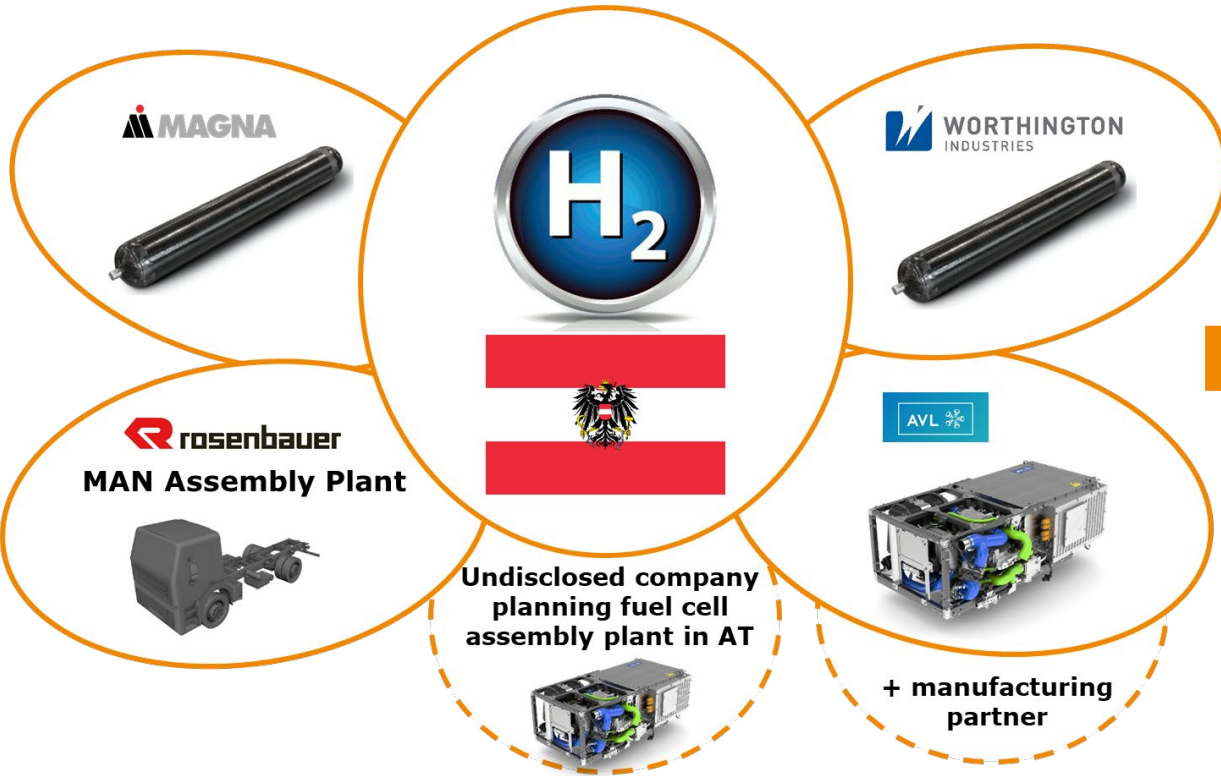 MAGNA
H2
WORTHINGTON
INDUSTRIES
rosenbauer
MAN Assembly Plant
AVL
Undisclosed company
planning fuel cell
assembly plant in AT
+ manufacturing
partner